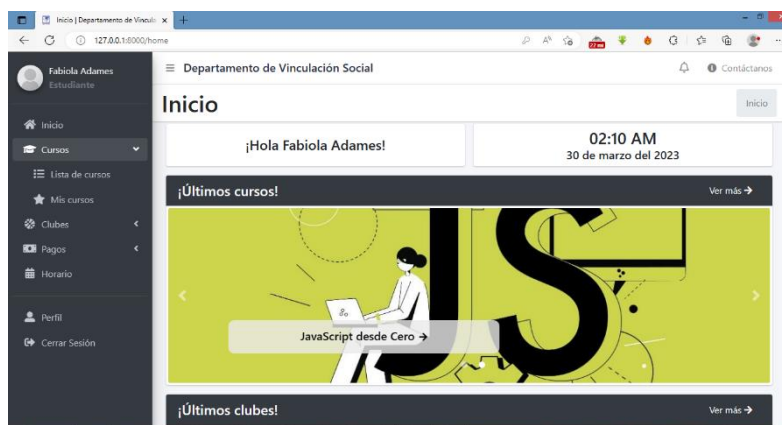 Inicio | Departamento de Vincula
127.0.0.1:8000/home
Fabiola Adames
Estudiante
Departamento de Vinculación Social
Contáctanos
Inicio
Inicio
Inicio
Cursos
Lista de cursos
Mis cursos
Clubes
Pagos
Horario
Perfil
Cerrar Sesión
¡Hola Fabiola Adames!
02:10 AM
30 de marzo del 2023
¡Últimos cursos!
Ver más
JS
JavaScript desde Cero
¡Últimos clubes!
Ver más